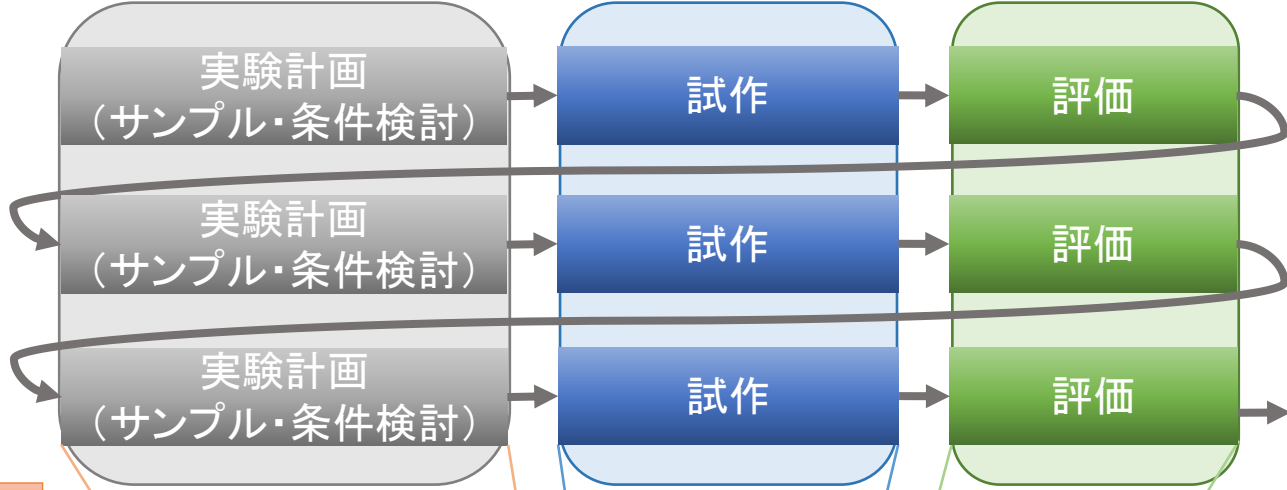 実験計画
（サンプル・条件検討）
試作
評価
実験計画
（サンプル・条件検討）
試作
評価
実験計画
（サンプル・条件検討）
試作
評価